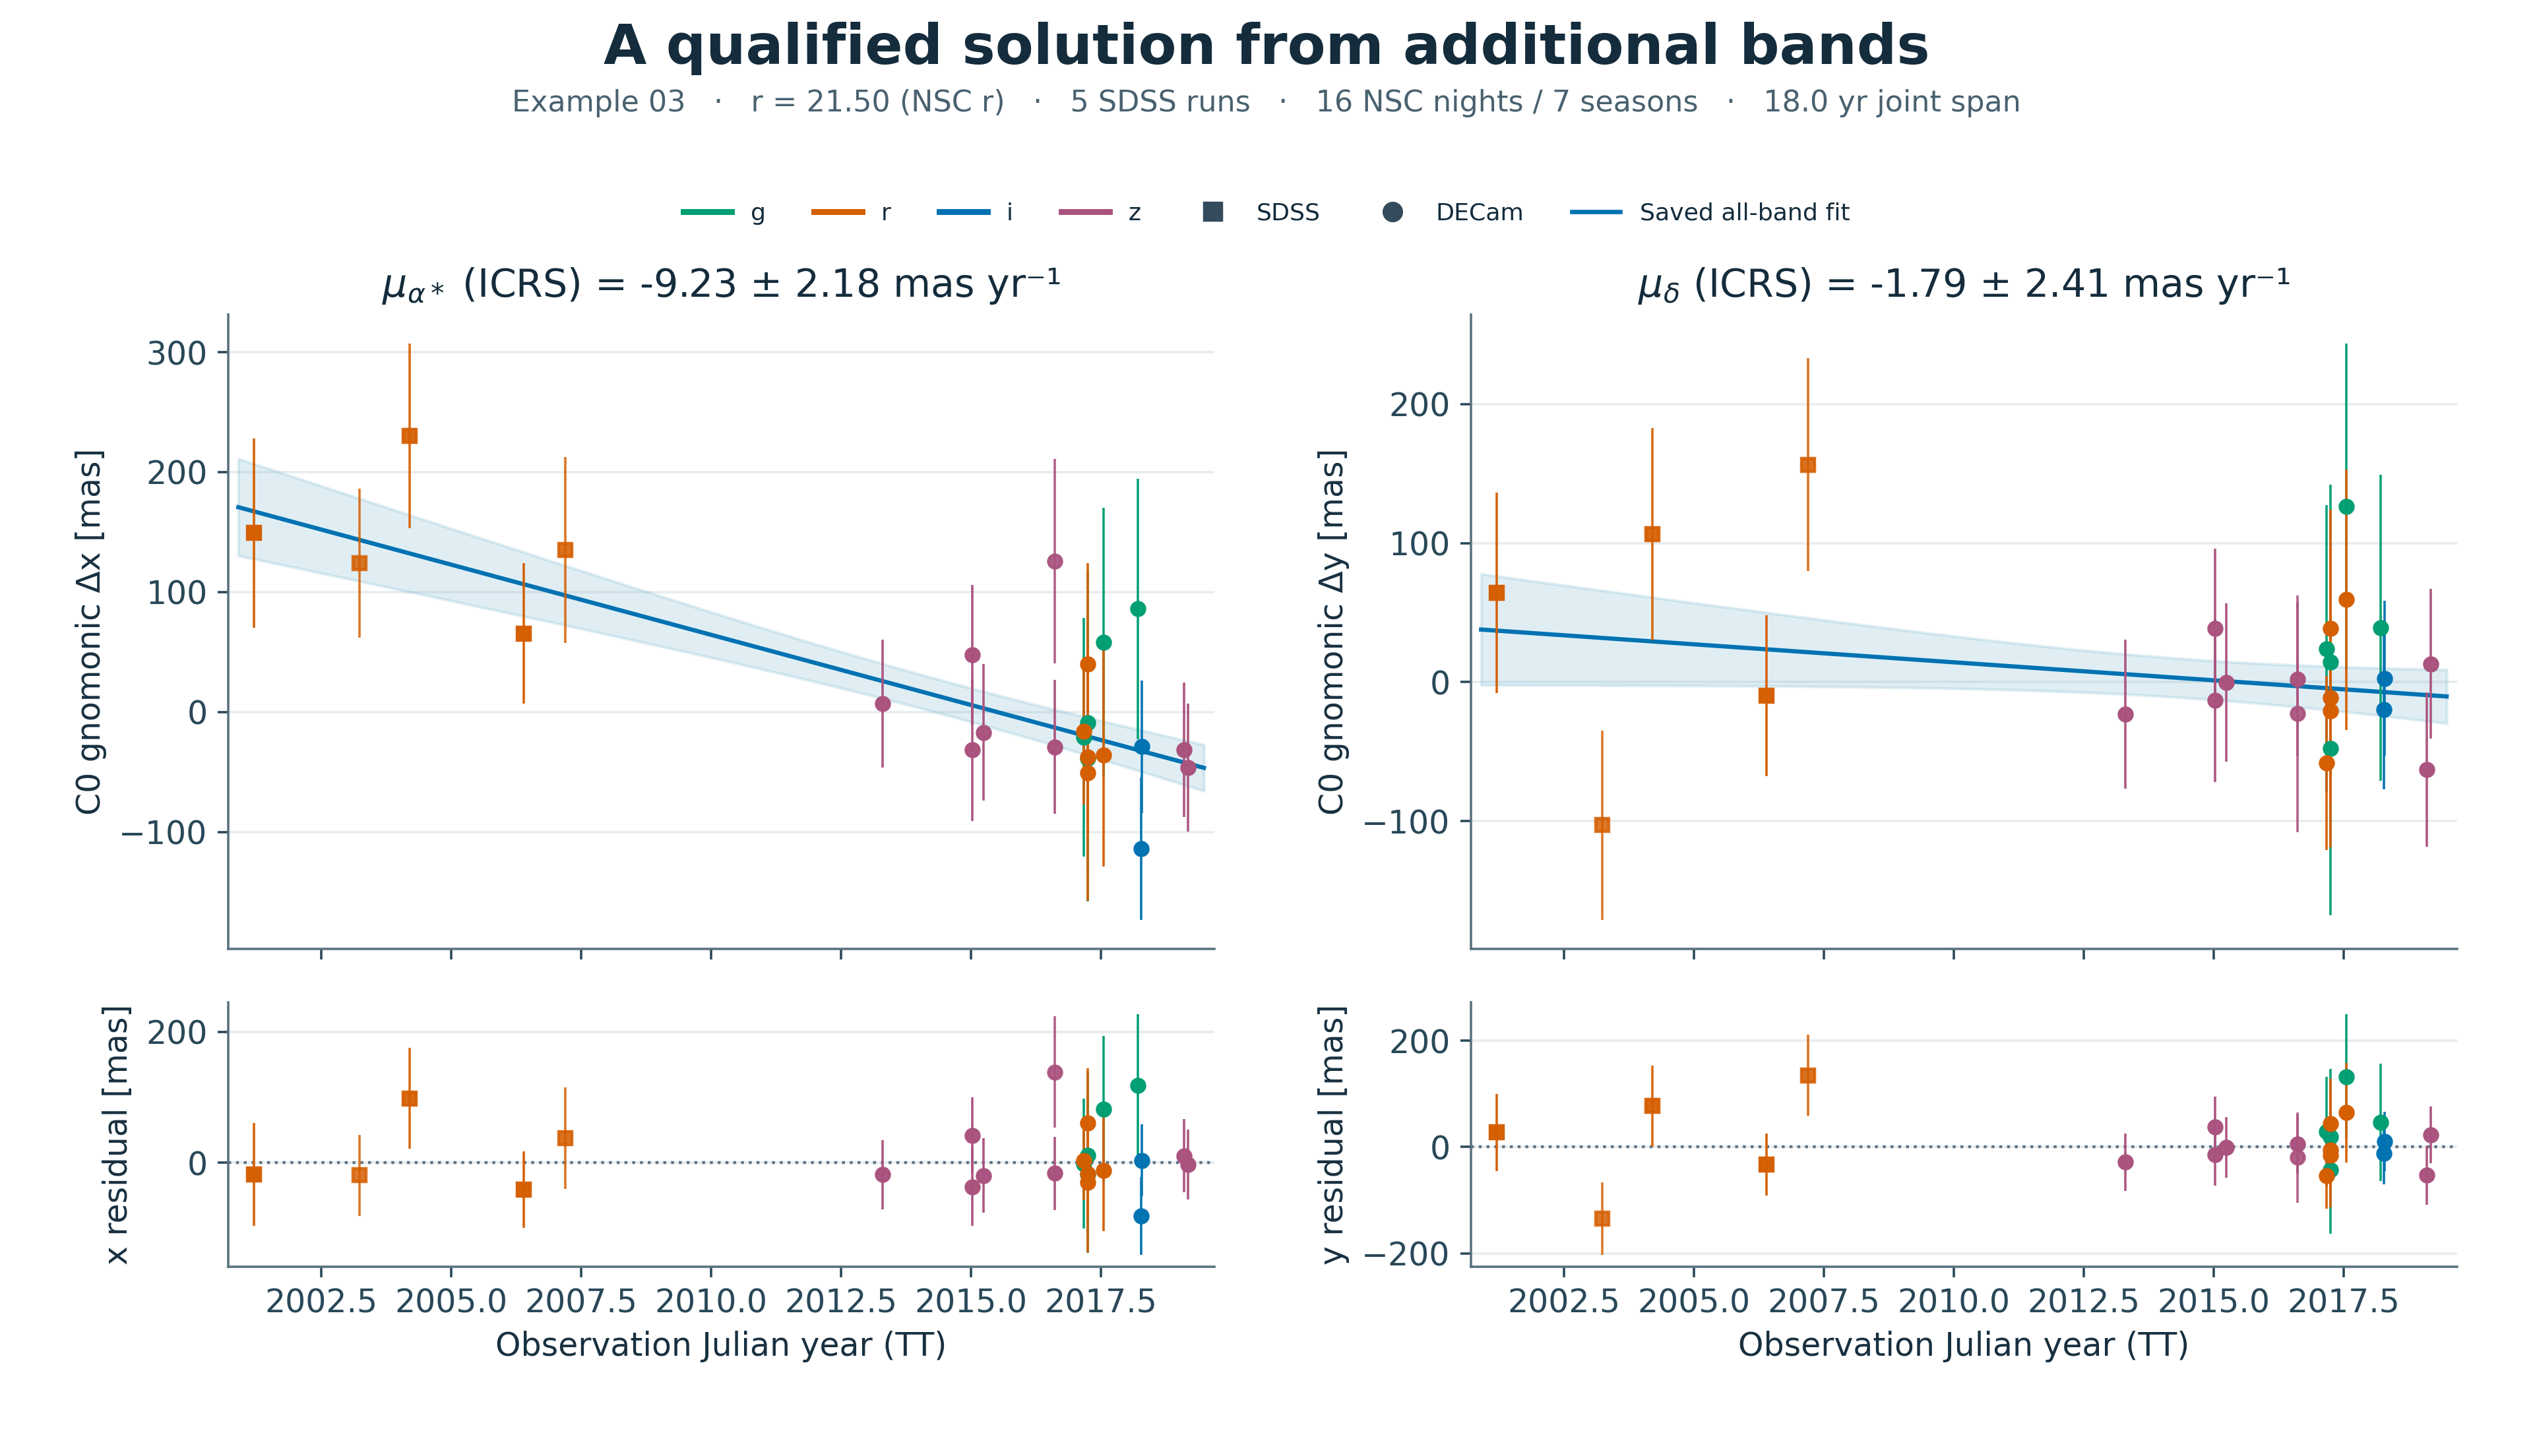 A qualified solution from additional bands
Example 03 · r = 21.50 (NSC r) · 5 SDSS runs · 16 NSC nights / 7 seasons · 18.0 yr joint span
g r i z SDSS DECam Saved all-band fit
μα* (ICRS) = -9.23 ± 2.18 mas yr⁻¹
C0 gnomonic Δx [mas]
300
200
100
0
−100
x residual [mas]
200
0
2002.5 2005.0 2007.5 2010.0 2012.5 2015.0 2017.5
Observation Julian year (TT)
μδ (ICRS) = -1.79 ± 2.41 mas yr⁻¹
C0 gnomonic Δy [mas]
200
100
0
−100
y residual [mas]
200
0
−200
2002.5 2005.0 2007.5 2010.0 2012.5 2015.0 2017.5
Observation Julian year (TT)